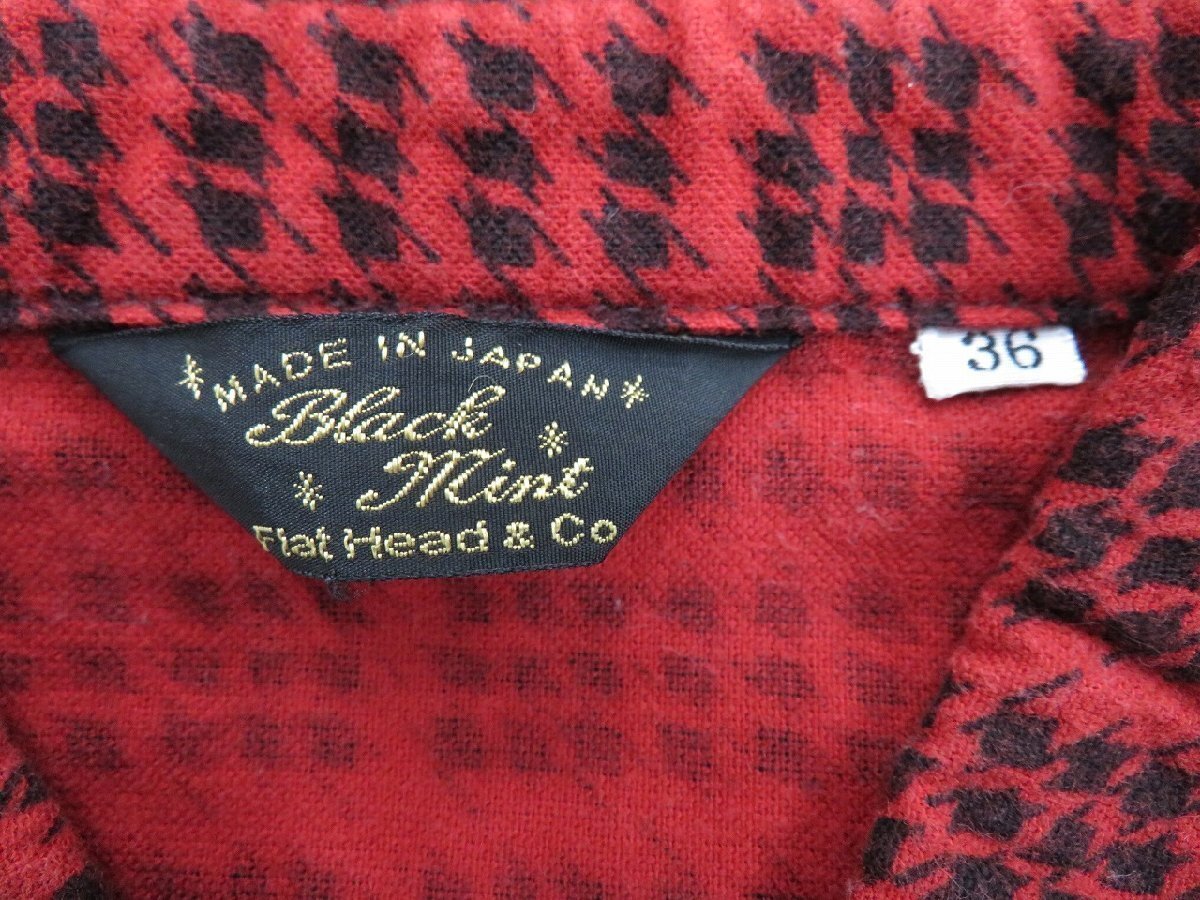 MADE IN JAPAN
Black
Mint
Flat Head & Co
36